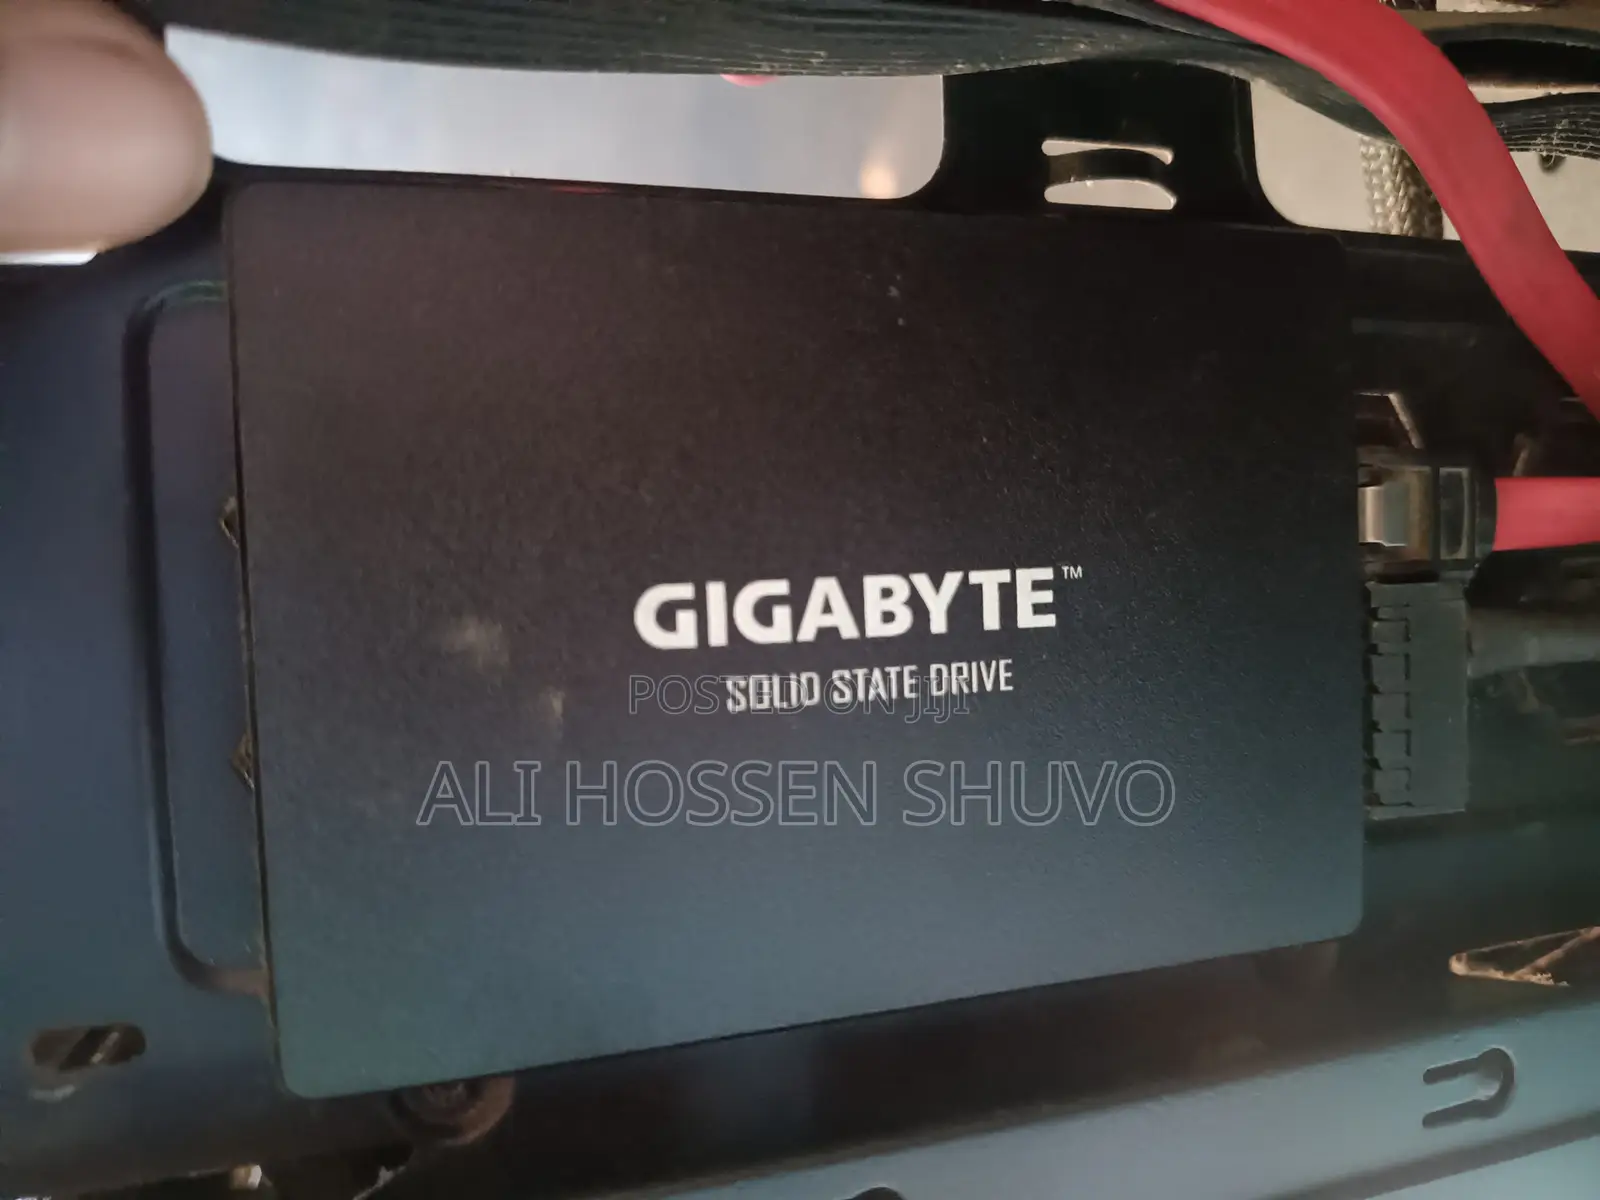 GIGABYTE™
SOLID STATE DRIVE
POSTED ON JIJI
ALI HOSSEN SHUVO